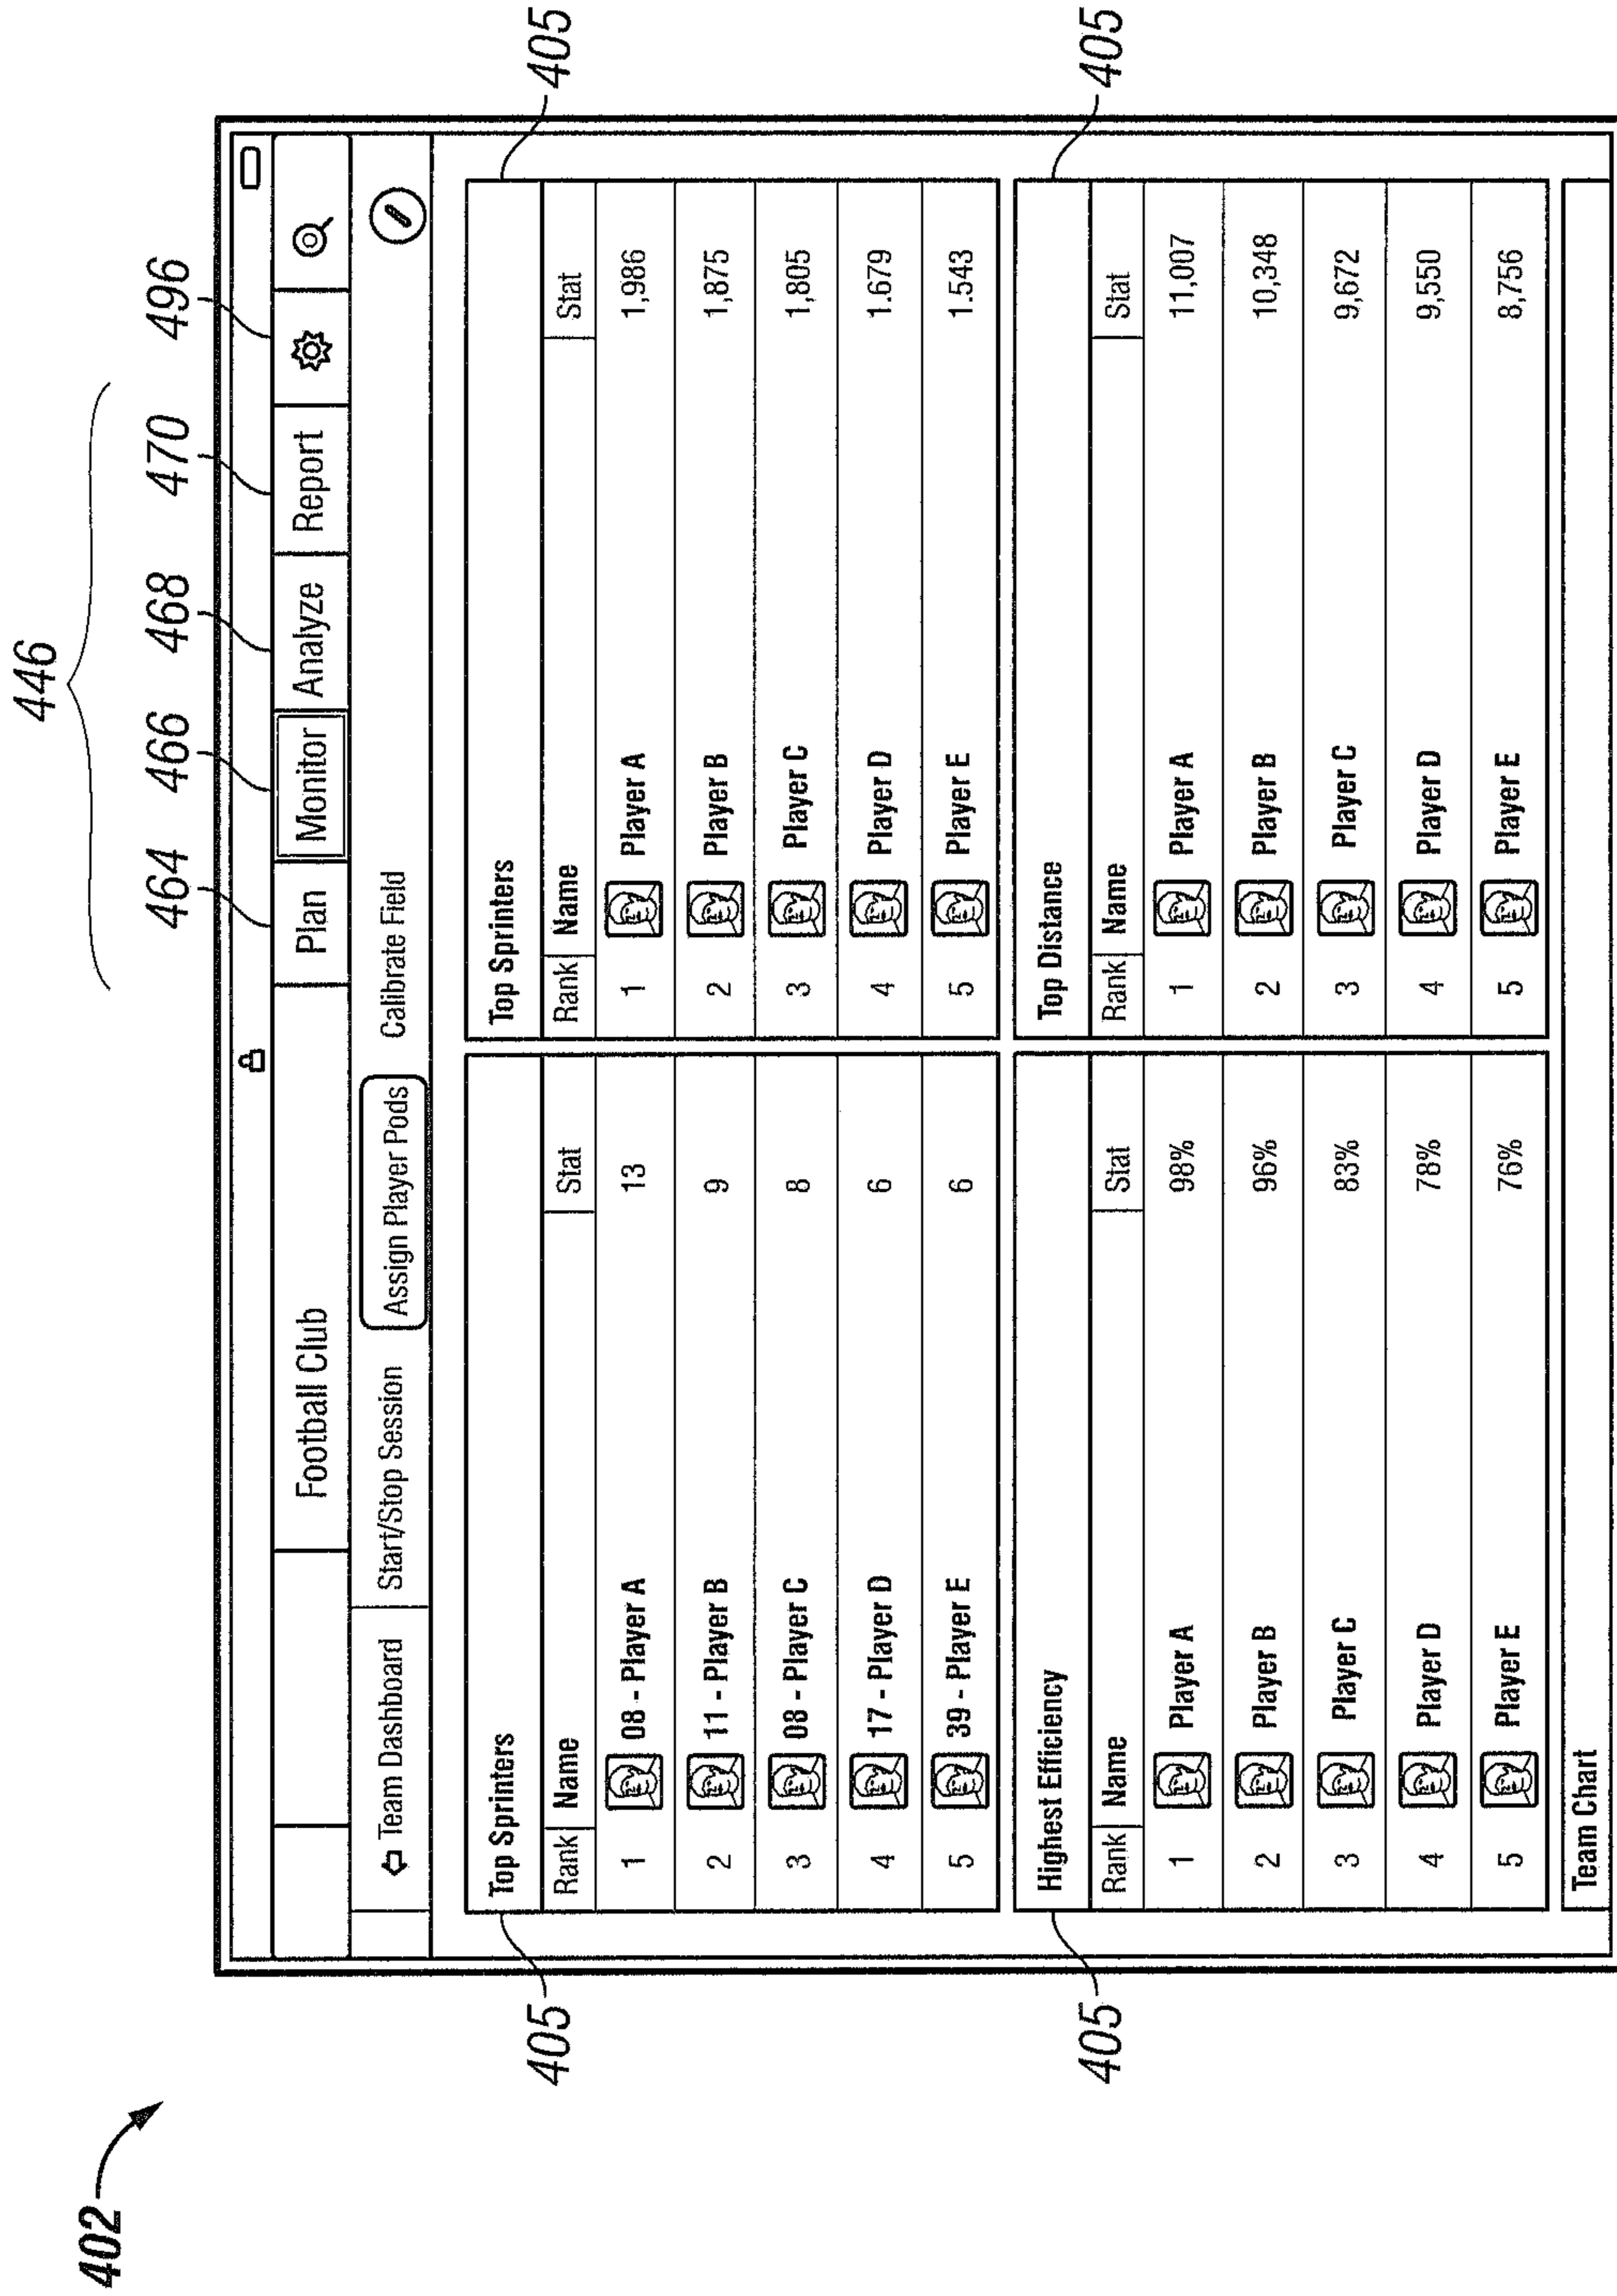 402
446
464 466 468 470 496
Football Club Plan Monitor Analyze Report
Team Dashboard Start/Stop Session Assign Player Pods Calibrate Field
405
Top Sprinters
Rank Name Stat
1 08 - Player A 13
2 11 - Player B 9
3 08 - Player C 8
4 17 - Player D 6
5 39 - Player E 6
405
Top Sprinters
Rank Name Stat
1 Player A 1,986
2 Player B 1,875
3 Player C 1,805
4 Player D 1.679
5 Player E 1.543
405
Highest Efficiency
Rank Name Stat
1 Player A 98%
2 Player B 96%
3 Player C 83%
4 Player D 78%
5 Player E 76%
405
Top Distance
Rank Name Stat
1 Player A 11,007
2 Player B 10,348
3 Player C 9,672
4 Player D 9,550
5 Player E 8,756
Team Chart